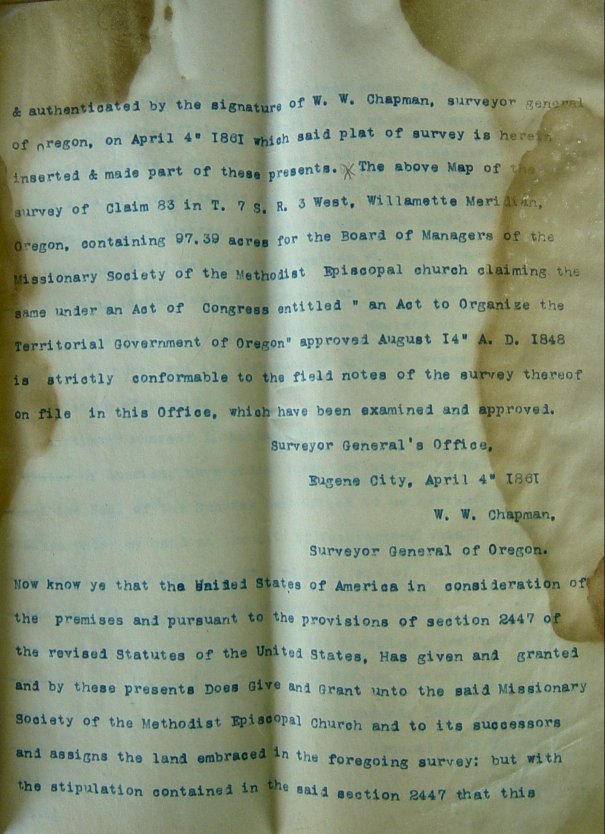 & authenticated by the signature of W. W. Chapman, surveyor general
of Oregon, on April 4" I86I which said plat of survey is herein
inserted & made part of these presents. X The above Map of the
survey of Claim 83 in T. 7 S. R. 3 West, Willamette Meridian,
Oregon, containing 97.39 acres for the Board of Managers of the
Missionary Society of the Methodist Episcopal church claiming the
same under an Act of Congress entitled " an Act to Organize the
Territorial Government of Oregon" approved August I4" A. D. I848
is strictly conformable to the field notes of the survey thereof
on file in this Office, which have been examined and approved.
Surveyor General's Office,
Eugene City, April 4" I86I
W. W. Chapman,
Surveyor General of Oregon.
Now know ye that the United States of America in consideration of
the premises and pursuant to the provisions of section 2447 of
the revised Statutes of the United States, Has given and granted
and by these presents Does Give and Grant unto the said Missionary
Society of the Methodist Episcopal Church and to its successors
and assigns the land embraced in the foregoing survey: but with
the stipulation contained in the said section 2447 that this